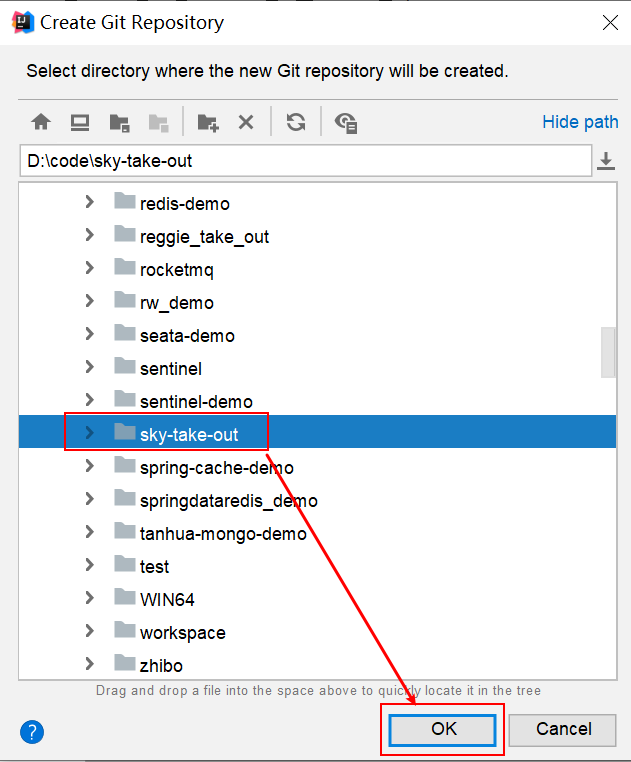 Create Git Repository
Select directory where the new Git repository will be created.
Hide path
D:\code\sky-take-out
redis-demo
reggie_take_out
rocketmq
rw_demo
seata-demo
sentinel
sentinel-demo
sky-take-out
spring-cache-demo
springdataredis_demo
tanhua-mongo-demo
test
WIN64
workspace
zhibo
Drag and drop a file into the space above to quickly locate it in the tree
?
OK
Cancel